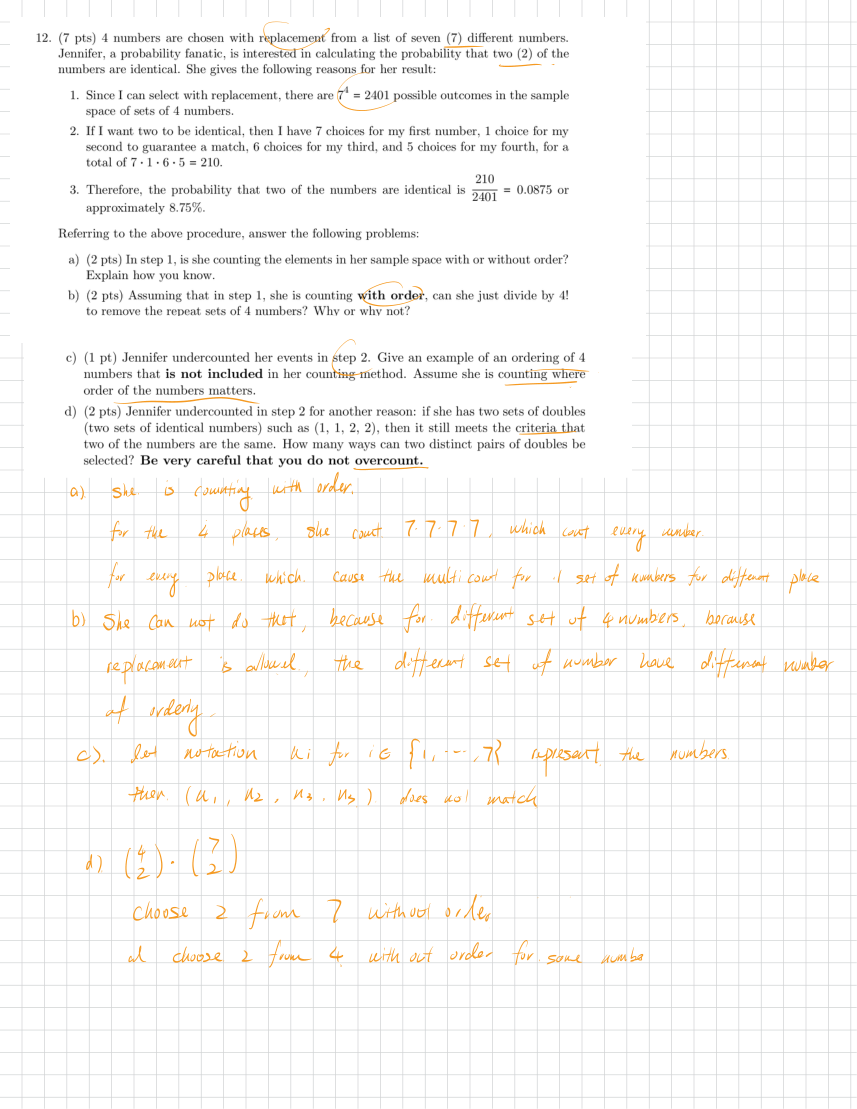 12. (7 pts) 4 numbers are chosen with replacement from a list of seven (7) different numbers.
Jennifer, a probability fanatic, is interested in calculating the probability that two (2) of the
numbers are identical. She gives the following reasons for her result:
1. Since I can select with replacement, there are 7⁴ = 2401 possible outcomes in the sample
space of sets of 4 numbers.
2. If I want two to be identical, then I have 7 choices for my first number, 1 choice for my
second to guarantee a match, 6 choices for my third, and 5 choices for my fourth, for a
total of 7 · 1 · 6 · 5 = 210.
3. Therefore, the probability that two of the numbers are identical is 210/2401 = 0.0875 or
approximately 8.75%.
Referring to the above procedure, answer the following problems:
a) (2 pts) In step 1, is she counting the elements in her sample space with or without order?
Explain how you know.
b) (2 pts) Assuming that in step 1, she is counting with order, can she just divide by 4!
to remove the repeat sets of 4 numbers? Why or why not?
c) (1 pt) Jennifer undercounted her events in step 2. Give an example of an ordering of 4
numbers that is not included in her counting method. Assume she is counting where
order of the numbers matters.
d) (2 pts) Jennifer undercounted in step 2 for another reason: if she has two sets of doubles
(two sets of identical numbers) such as (1, 1, 2, 2), then it still meets the criteria that
two of the numbers are the same. How many ways can two distinct pairs of doubles be
selected? Be very careful that you do not overcount.
a) she is counting with order.
for the 4 places, she count 7·7·7·7, which cout every number
for every place which cause the multi count for 1 set of numbers for different place
b) She can not do that, because for different set of 4 numbers, because
replacement is allowed, the different set of number have different number
of orderly.
c). let notation u_i for i ∈ {1, ---, 7} represent the numbers
then (u₁, u₂, u₃, u₃) does not match
d) (4 2) · (7 2)
choose 2 from 7 without order
choose 2 from 4 with out order for same numbe